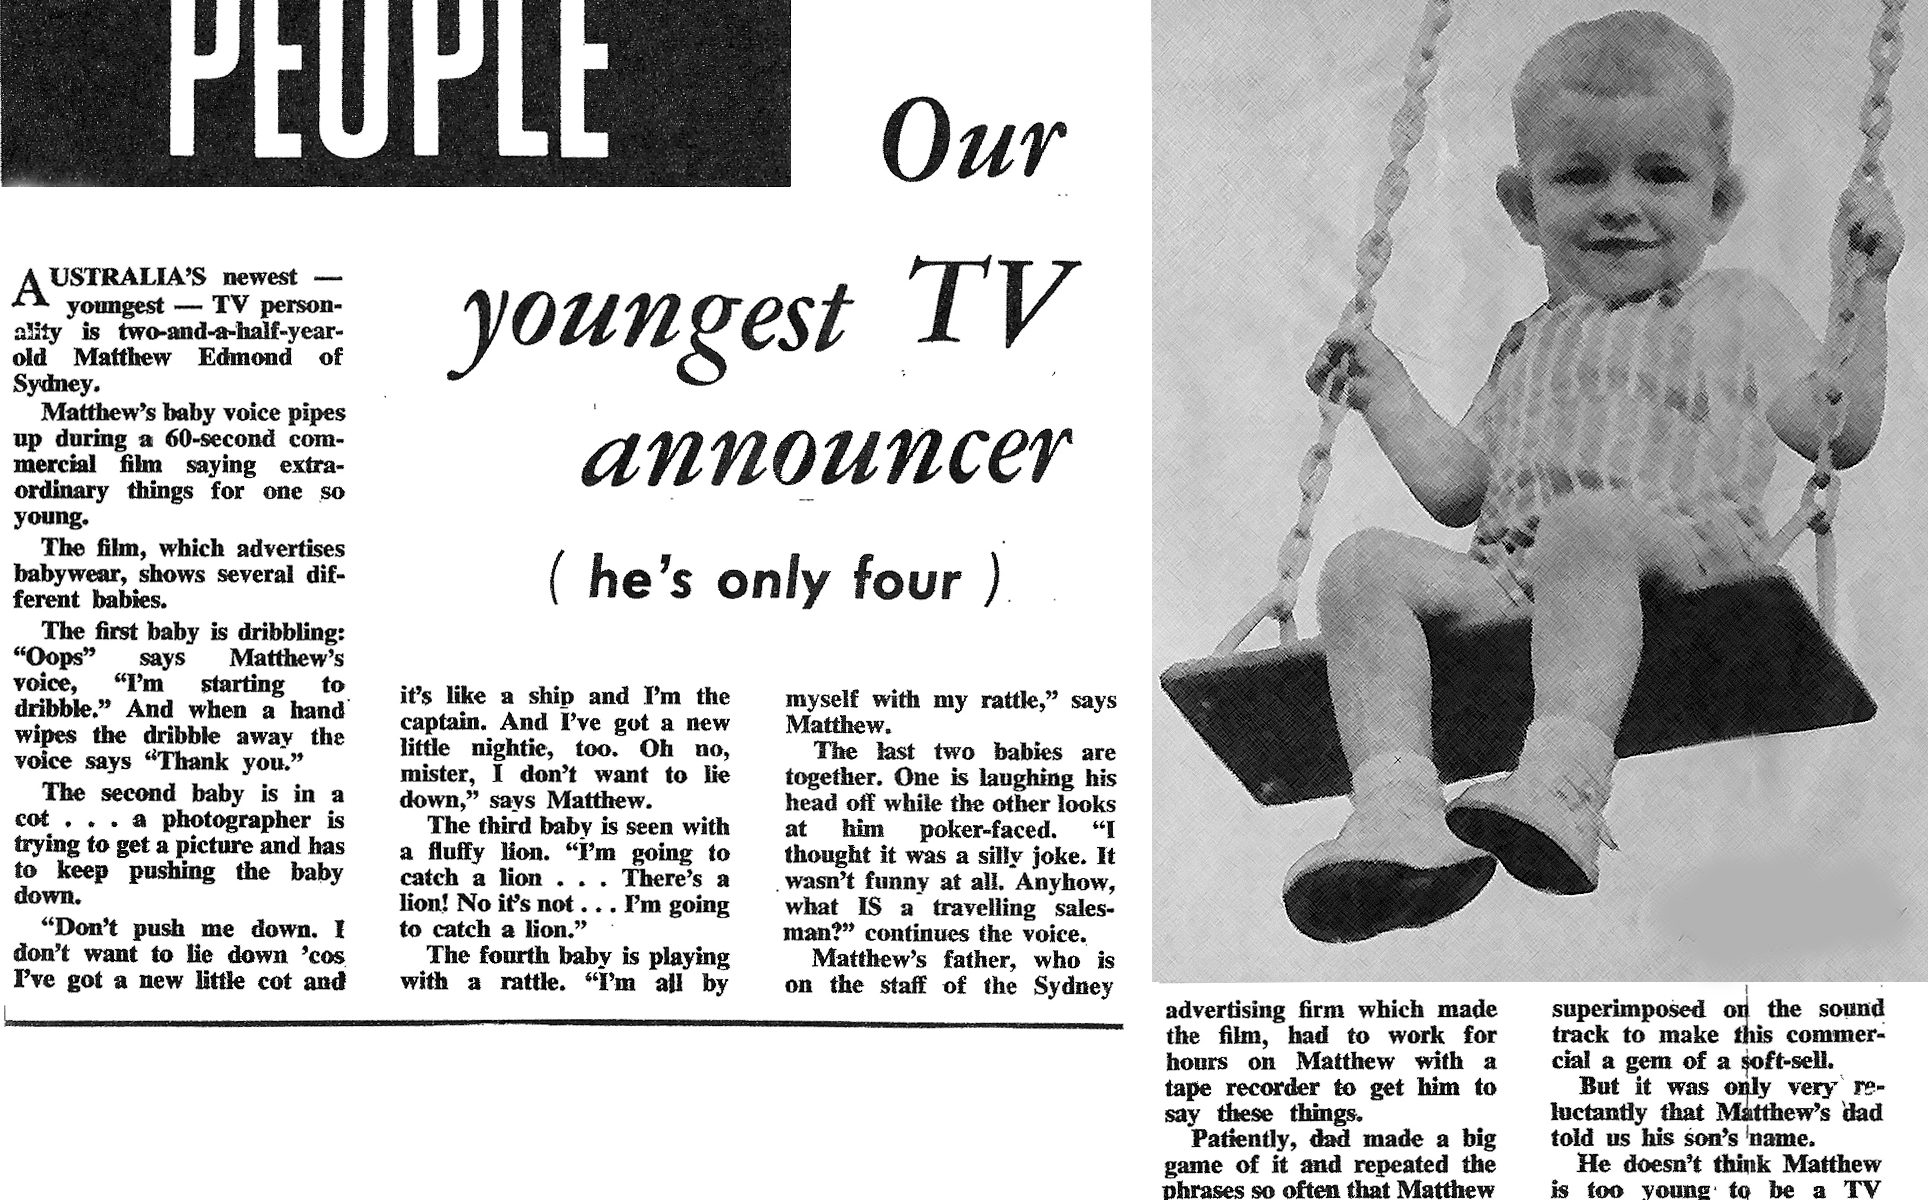 PEOPLE
Our
youngest TV
announcer
( he's only four )
AUSTRALIA'S newest —
youngest — TV person-
ality is two-and-a-half-year-
old Matthew Edmond of
Sydney.
Matthew's baby voice pipes
up during a 60-second com-
mercial film saying extra-
ordinary things for one so
young.
The film, which advertises
babywear, shows several dif-
ferent babies.
The first baby is dribbling:
“Oops” says Matthew's
voice, “I'm starting to
dribble.” And when a hand
wipes the dribble away the
voice says “Thank you.”
The second baby is in a
cot . . . a photographer is
trying to get a picture and has
to keep pushing the baby
down.
“Don't push me down. I
don't want to lie down 'cos
I've got a new little cot and
it's like a ship and I'm the
captain. And I've got a new
little nightie, too. Oh no,
mister, I don't want to lie
down,” says Matthew.
The third baby is seen with
a fluffy lion. “I'm going to
catch a lion . . . There's a
lion! No it's not . . . I'm going
to catch a lion.”
The fourth baby is playing
with a rattle. “I'm all by
myself with my rattle,” says
Matthew.
The last two babies are
together. One is laughing his
head off while the other looks
at him poker-faced. “I
thought it was a silly joke. It
wasn't funny at all. Anyhow,
what IS a travelling sales-
man?” continues the voice.
Matthew's father, who is
on the staff of the Sydney
advertising firm which made
the film, had to work for
hours on Matthew with a
tape recorder to get him to
say these things.
Patiently, dad made a big
game of it and repeated the
phrases so often that Matthew
superimposed on the sound
track to make this commer-
cial a gem of a soft-sell.
But it was only very re-
luctantly that Matthew's dad
told us his son's name.
He doesn't think Matthew
is too young to be a TV